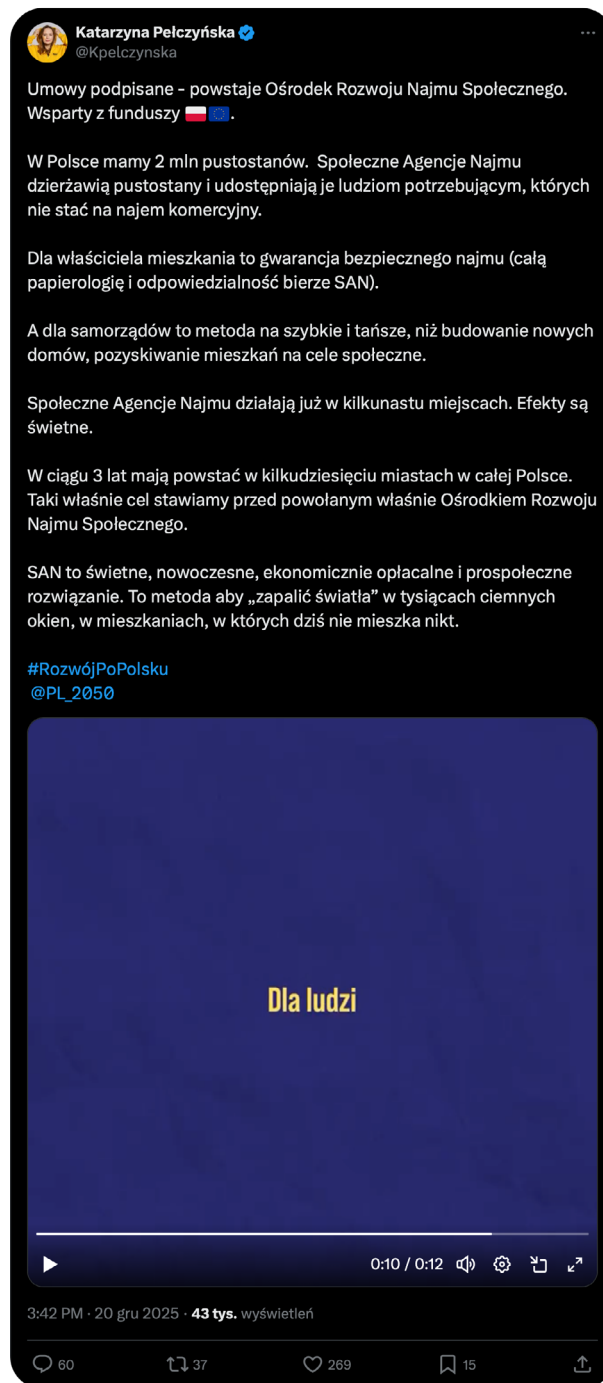 Katarzyna Pełczyńska
@Kpelczynska
Umowy podpisane - powstaje Ośrodek Rozwoju Najmu Społecznego.
Wsparty z funduszy 🇵🇱🇪🇺.
W Polsce mamy 2 mln pustostanów. Społeczne Agencje Najmu
dzierżawią pustostany i udostępniają je ludziom potrzebującym, których
nie stać na najem komercyjny.
Dla właściciela mieszkania to gwarancja bezpiecznego najmu (całą
papierologię i odpowiedzialność bierze SAN).
A dla samorządów to metoda na szybkie i tańsze, niż budowanie nowych
domów, pozyskiwanie mieszkań na cele społeczne.
Społeczne Agencje Najmu działają już w kilkunastu miejscach. Efekty są
świetne.
W ciągu 3 lat mają powstać w kilkudziesięciu miastach w całej Polsce.
Taki właśnie cel stawiamy przed powołanym właśnie Ośrodkiem Rozwoju
Najmu Społecznego.
SAN to świetne, nowoczesne, ekonomicznie opłacalne i prospołeczne
rozwiązanie. To metoda aby „zapalić światła” w tysiącach ciemnych
okien, w mieszkaniach, w których dziś nie mieszka nikt.
#RozwójPoPolsku
@PL_2050
Dla ludzi
0:10 / 0:12
3:42 PM · 20 gru 2025 · 43 tys. wyświetleń
60 37 269 15